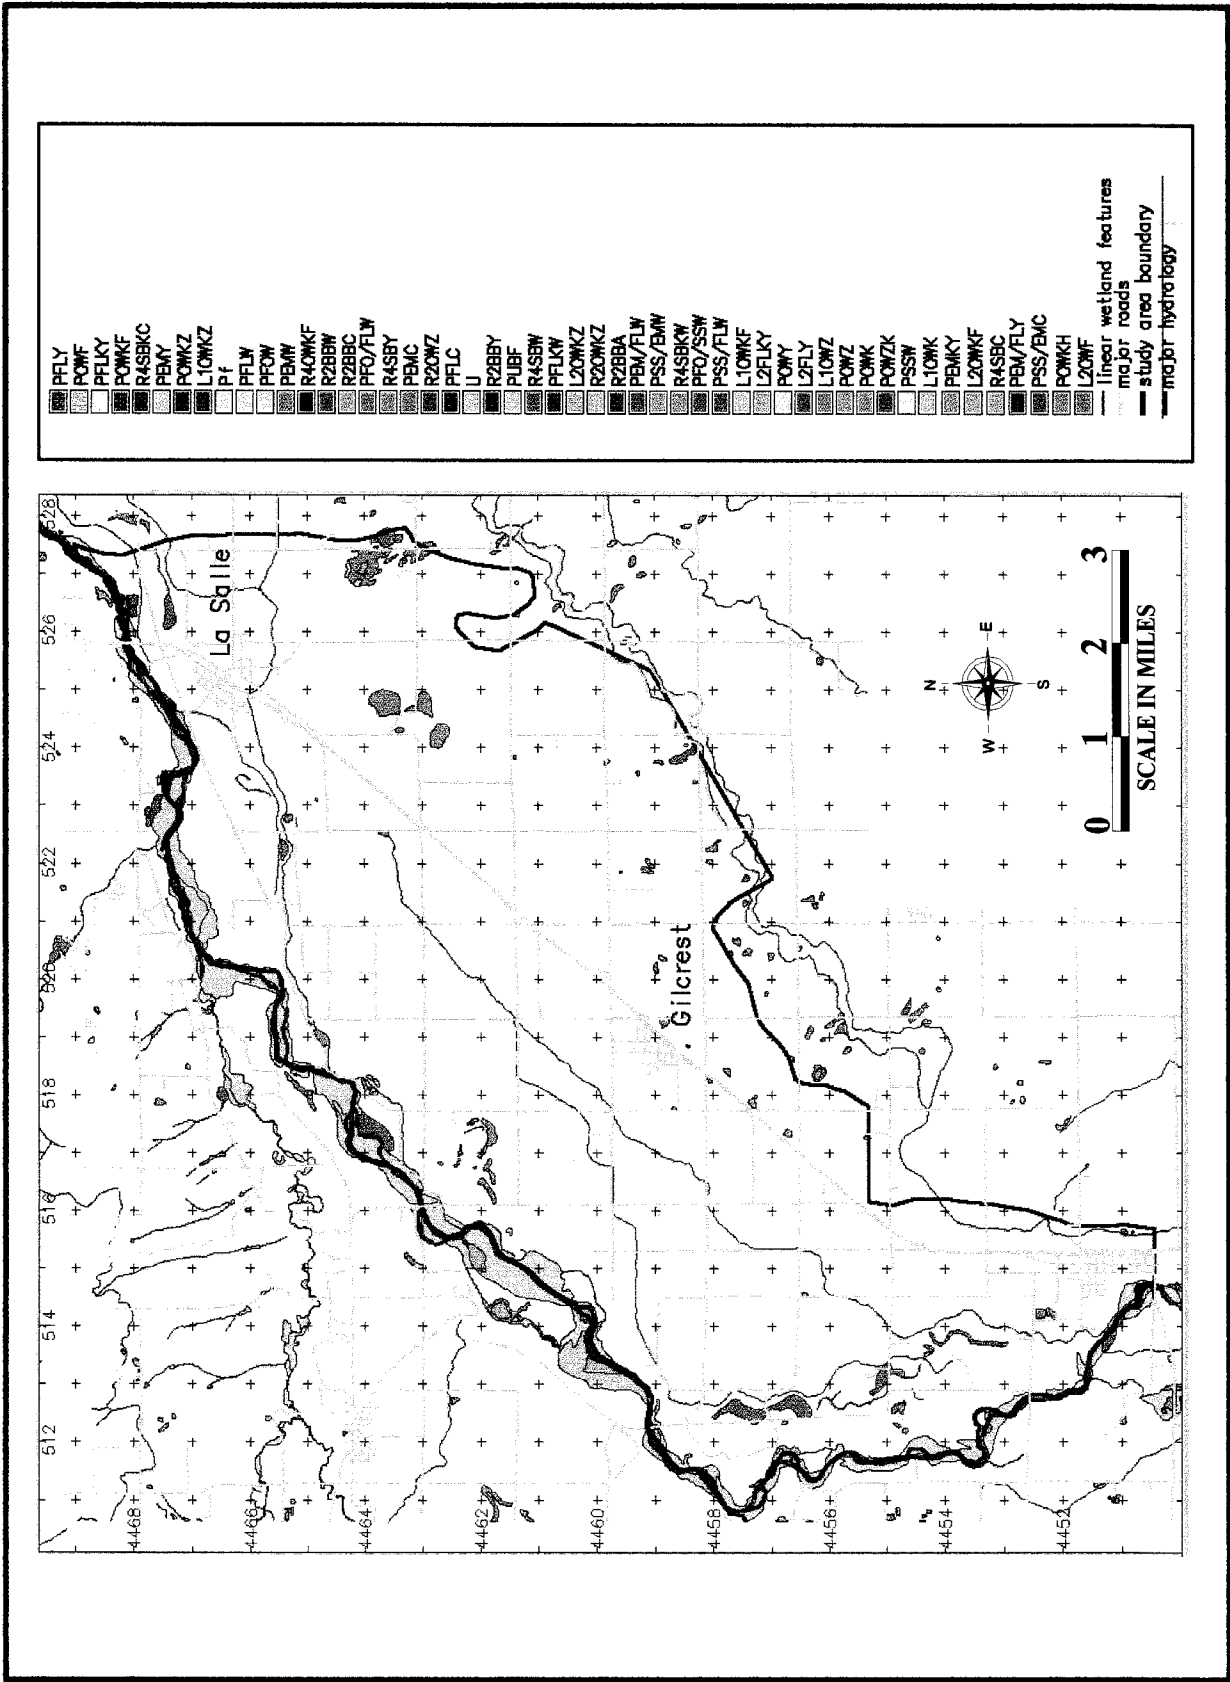 PFLY
POWF
PFLKY
POWKF
R4SBKC
PEMY
POWKZ
L1OWKZ
Pf
PFLW
PFOW
PEMW
R4OWKF
R2BBW
R2BBC
PFO/FLW
R4SBY
PEMC
R2OWZ
PFLC
U
R2BBY
PUBF
R4SBW
PFLKW
L2OWKZ
R2OWKZ
R2BBA
PEM/FLW
PSS/EMW
R4SBKW
PFO/SSW
PSS/FLW
L1OWKF
L2FLKY
POWY
L2FLY
L1OWZ
POWZ
POWK
POWZK
PSSW
L1OWK
PEMKY
L2OWKF
R4SBC
PEM/FLY
PSS/EMC
POWKH
L2OWF
linear wetland features
major roads
study area boundary
major hydrology
512
514
516
518
520
522
524
526
528
4468
4466
4464
4462
4460
4458
4456
4454
4452
La Salle
Gilcrest
N
W
E
S
0
1
2
3
SCALE IN MILES